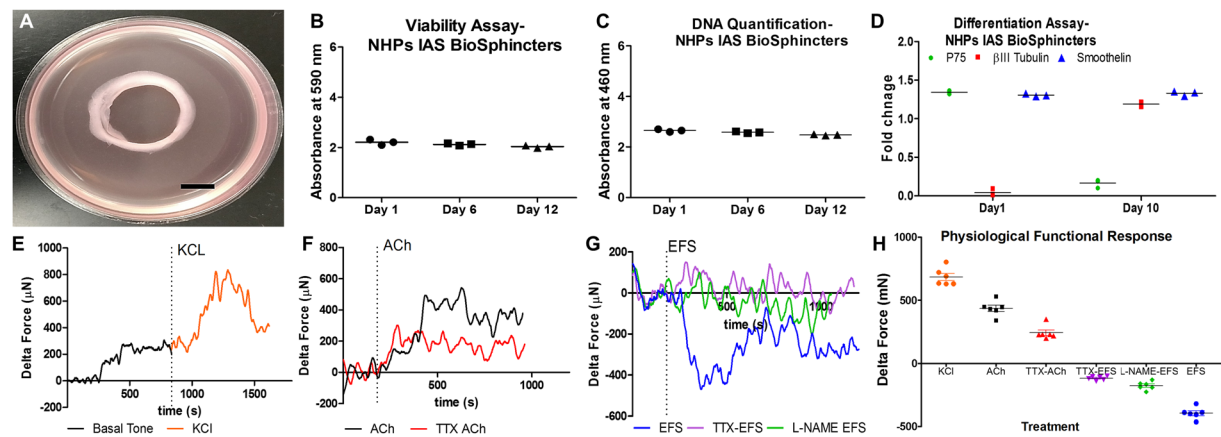 A
B
Viability Assay-
NHPs IAS BioSphincters
Absorbance at 590 nm
6
4
2
0
Day 1
Day 6
Day 12
C
DNA Quantification-
NHPs IAS BioSphincters
Absorbance at 460 nm
6
4
2
0
Day 1
Day 6
Day 12
D
Differentiation Assay-
NHPs IAS BioSphincters
P75
βIII Tubulin
Smoothelin
Fold chnage
2.0
1.5
1.0
0.5
0.0
Day1
Day 10
E
KCL
Delta Force (μN)
1000
800
600
400
200
0
-200
500
1000
1500
2000
time (s)
Basal Tone
KCl
F
ACh
Delta Force (μN)
800
600
400
200
0
-200
500
1000
time (s)
ACh
TTX ACh
G
EFS
Delta Force (μN)
200
0
-200
-400
-600
500
1000
time (s)
EFS
TTX-EFS
L-NAME EFS
H
Physiological Functional Response
Delta Force (mN)
1000
500
0
-500
KCl
ACh
TTX-ACh
TTX-EFS
L-NAME-EFS
EFS
Treatment